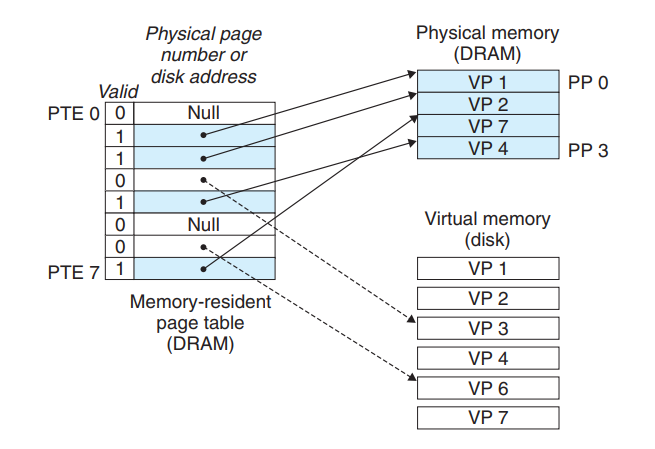 Physical page
number or
disk address
Valid
PTE 0
0
Null
1
1
0
1
0
Null
0
PTE 7
1
Memory-resident
page table
(DRAM)
Physical memory
(DRAM)
VP 1
PP 0
VP 2
VP 7
VP 4
PP 3
Virtual memory
(disk)
VP 1
VP 2
VP 3
VP 4
VP 6
VP 7